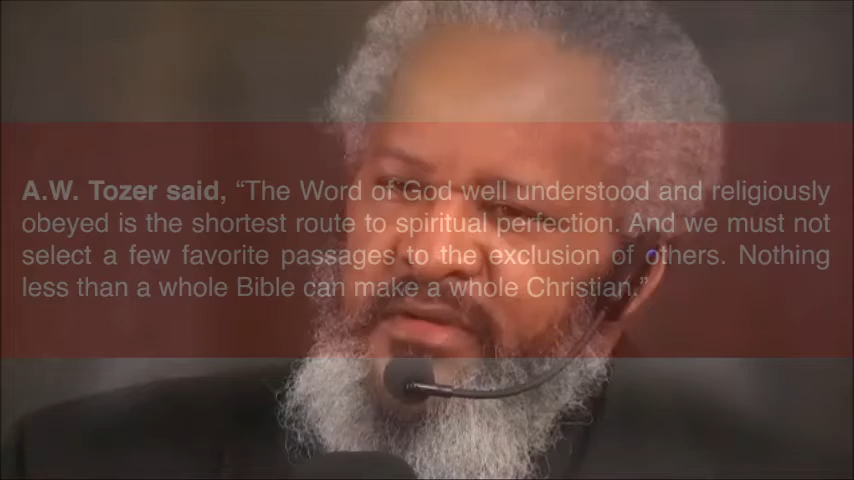 A.W. Tozer said, “The Word of God well understood and religiously
obeyed is the shortest route to spiritual perfection. And we must not
select a few favorite passages to the exclusion of others. Nothing
less than a whole Bible can make a whole Christian.”